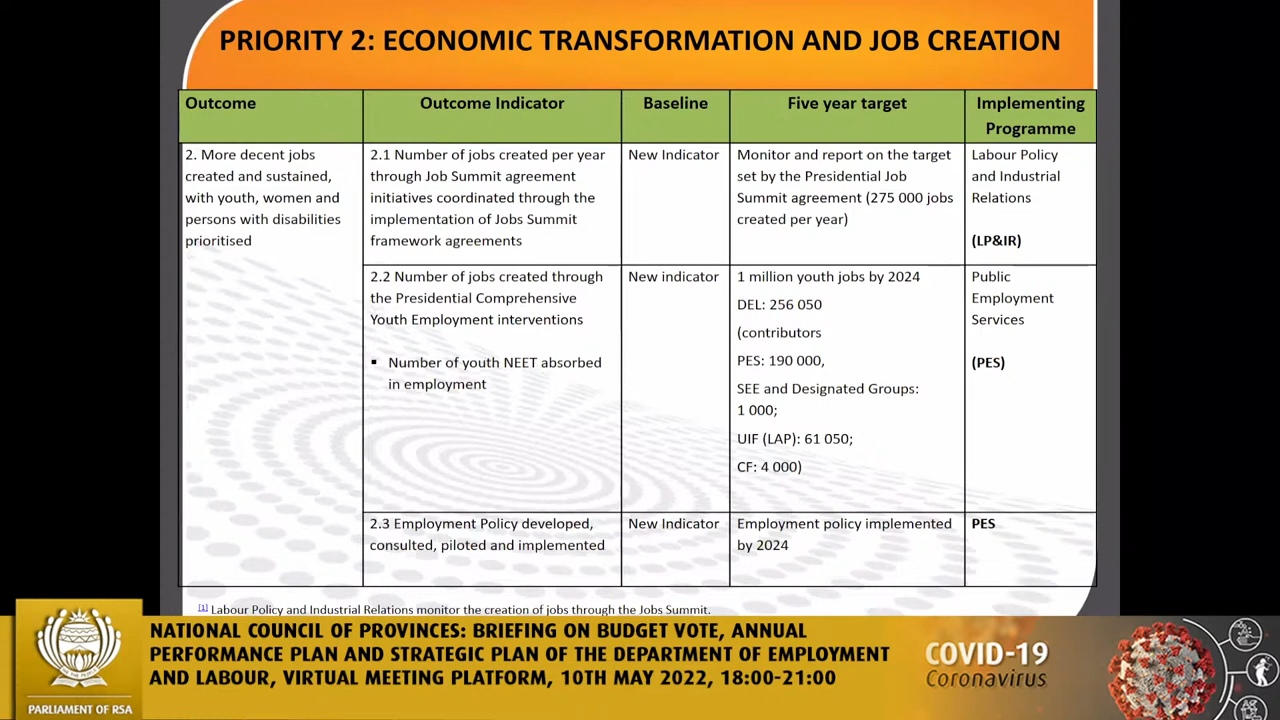 PRIORITY 2: ECONOMIC TRANSFORMATION AND JOB CREATION
Outcome
Outcome Indicator
Baseline
Five year target
Implementing
Programme
2. More decent jobs
created and sustained,
with youth, women and
persons with disabilities
prioritised
2.1 Number of jobs created per year
through Job Summit agreement
initiatives coordinated through the
implementation of Jobs Summit
framework agreements
New Indicator
Monitor and report on the target
set by the Presidential Job
Summit agreement (275 000 jobs
created per year)
Labour Policy
and Industrial
Relations
(LP&IR)
2.2 Number of jobs created through
the Presidential Comprehensive
Youth Employment interventions
▪ Number of youth NEET absorbed
in employment
New indicator
1 million youth jobs by 2024
DEL: 256 050
(contributors
PES: 190 000,
SEE and Designated Groups:
1 000;
UIF (LAP): 61 050;
CF: 4 000)
Public
Employment
Services
(PES)
2.3 Employment Policy developed,
consulted, piloted and implemented
New Indicator
Employment policy implemented
by 2024
PES
[1] Labour Policy and Industrial Relations monitor the creation of jobs through the Jobs Summit.
NATIONAL COUNCIL OF PROVINCES: BRIEFING ON BUDGET VOTE, ANNUAL
PERFORMANCE PLAN AND STRATEGIC PLAN OF THE DEPARTMENT OF EMPLOYMENT
AND LABOUR, VIRTUAL MEETING PLATFORM, 10TH MAY 2022, 18:00-21:00
PARLIAMENT OF RSA
COVID-19
Coronavirus